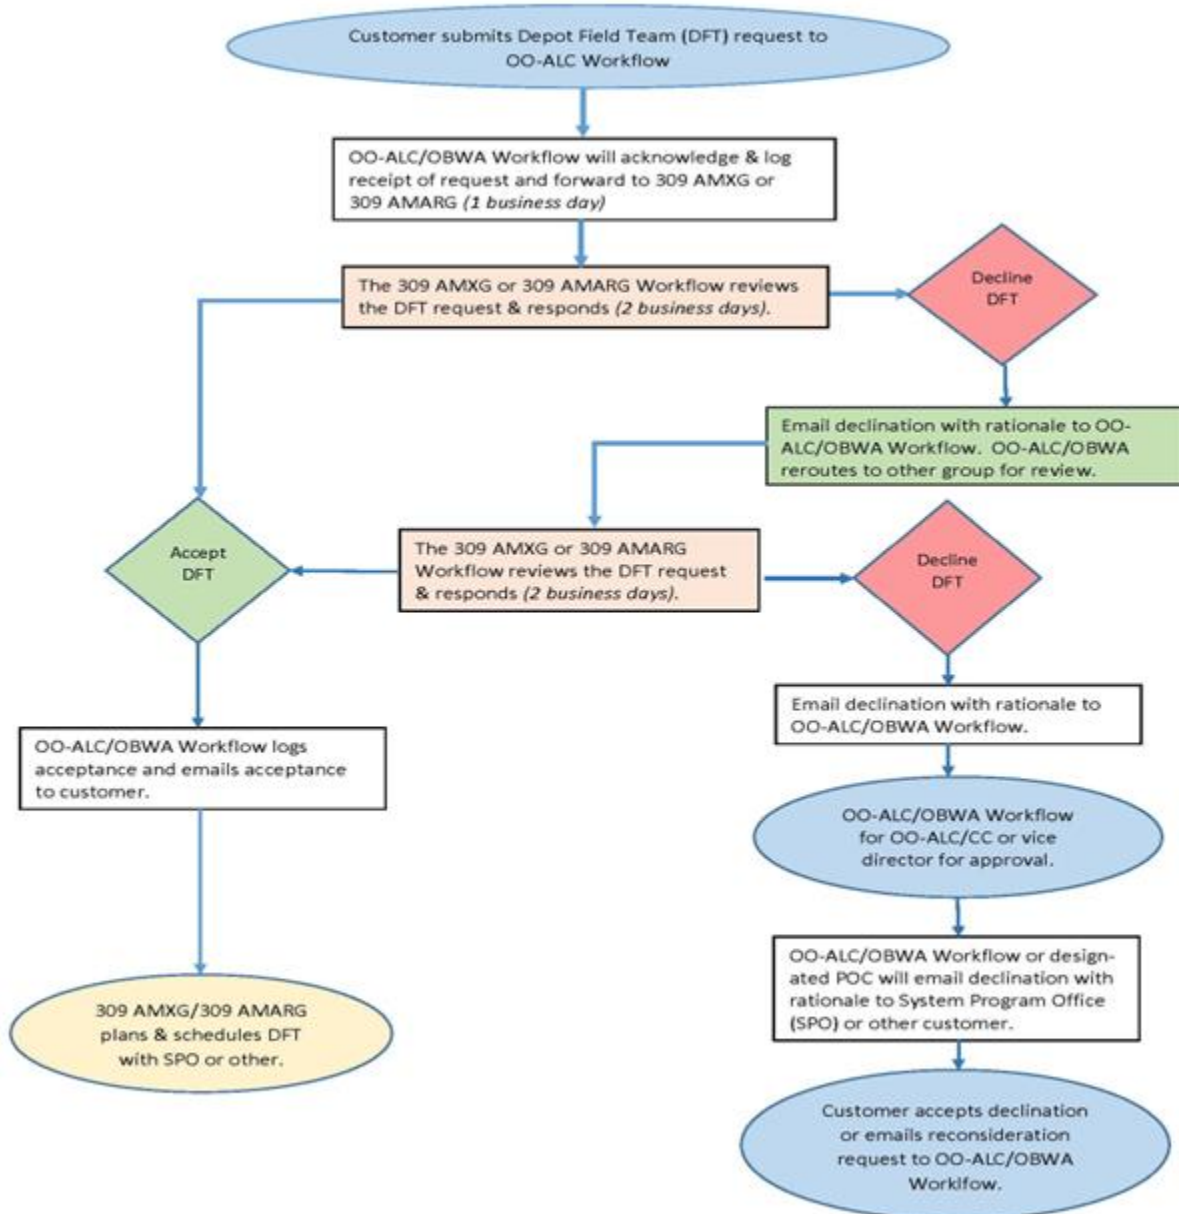 Customer submits Depot Field Team (DFT) request to
OO-ALC Workflow
OO-ALC/OBWA Workflow will acknowledge & log
receipt of request and forward to 309 AMXG or
309 AMARG (1 business day)
The 309 AMXG or 309 AMARG Workflow reviews
the DFT request & responds (2 business days).
Decline
DFT
Email declination with rationale to OO-
ALC/OBWA Workflow.  OO-ALC/OBWA
reroutes to other group for review.
Accept
DFT
The 309 AMXG or 309 AMARG
Workflow reviews the DFT request
& responds (2 business days).
Decline
DFT
Email declination with rationale to
OO-ALC/OBWA Workflow.
OO-ALC/OBWA Workflow logs
acceptance and emails acceptance
to customer.
OO-ALC/OBWA Workflow
for OO-ALC/CC or vice
director for approval.
OO-ALC/OBWA Workflow or design-
ated POC will email declination with
rationale to System Program Office
(SPO) or other customer.
309 AMXG/309 AMARG
plans & schedules DFT
with SPO or other.
Customer accepts declination
or emails reconsideration
request to OO-ALC/OBWA
Worklfow.